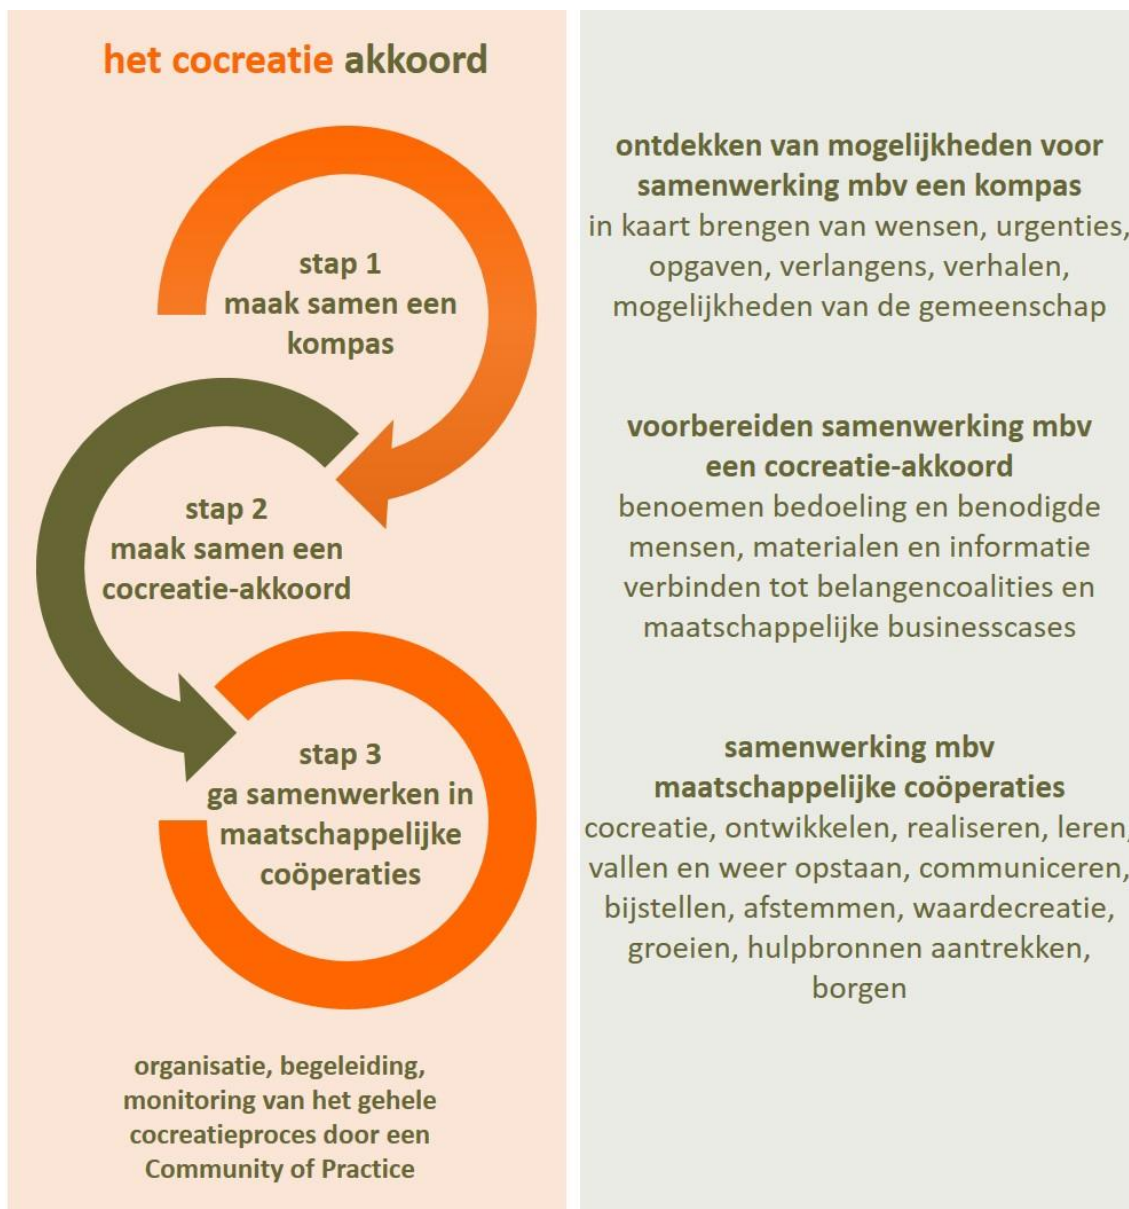 het cocreatie akkoord
stap 1
maak samen een
kompas
stap 2
maak samen een
cocreatie-akkoord
stap 3
ga samenwerken in
maatschappelijke
coöperaties
organisatie, begeleiding,
monitoring van het gehele
cocreatieproces door een
Community of Practice
ontdekken van mogelijkheden voor
samenwerking mbv een kompas
in kaart brengen van wensen, urgenties,
opgaven, verlangens, verhalen,
mogelijkheden van de gemeenschap
voorbereiden samenwerking mbv
een cocreatie-akkoord
benoemen bedoeling en benodigde
mensen, materialen en informatie
verbinden tot belangencoalities en
maatschappelijke businesscases
samenwerking mbv
maatschappelijke coöperaties
cocreatie, ontwikkelen, realiseren, leren,
vallen en weer opstaan, communiceren,
bijstellen, afstemmen, waardecreatie,
groeien, hulpbronnen aantrekken,
borgen